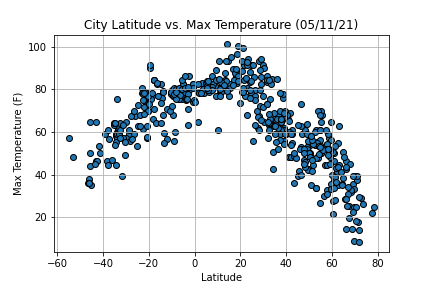 City Latitude vs. Max Temperature (05/11/21)
100
80
60
40
20
Max Temperature (F)
−60 −40 −20 0 20 40 60 80
Latitude